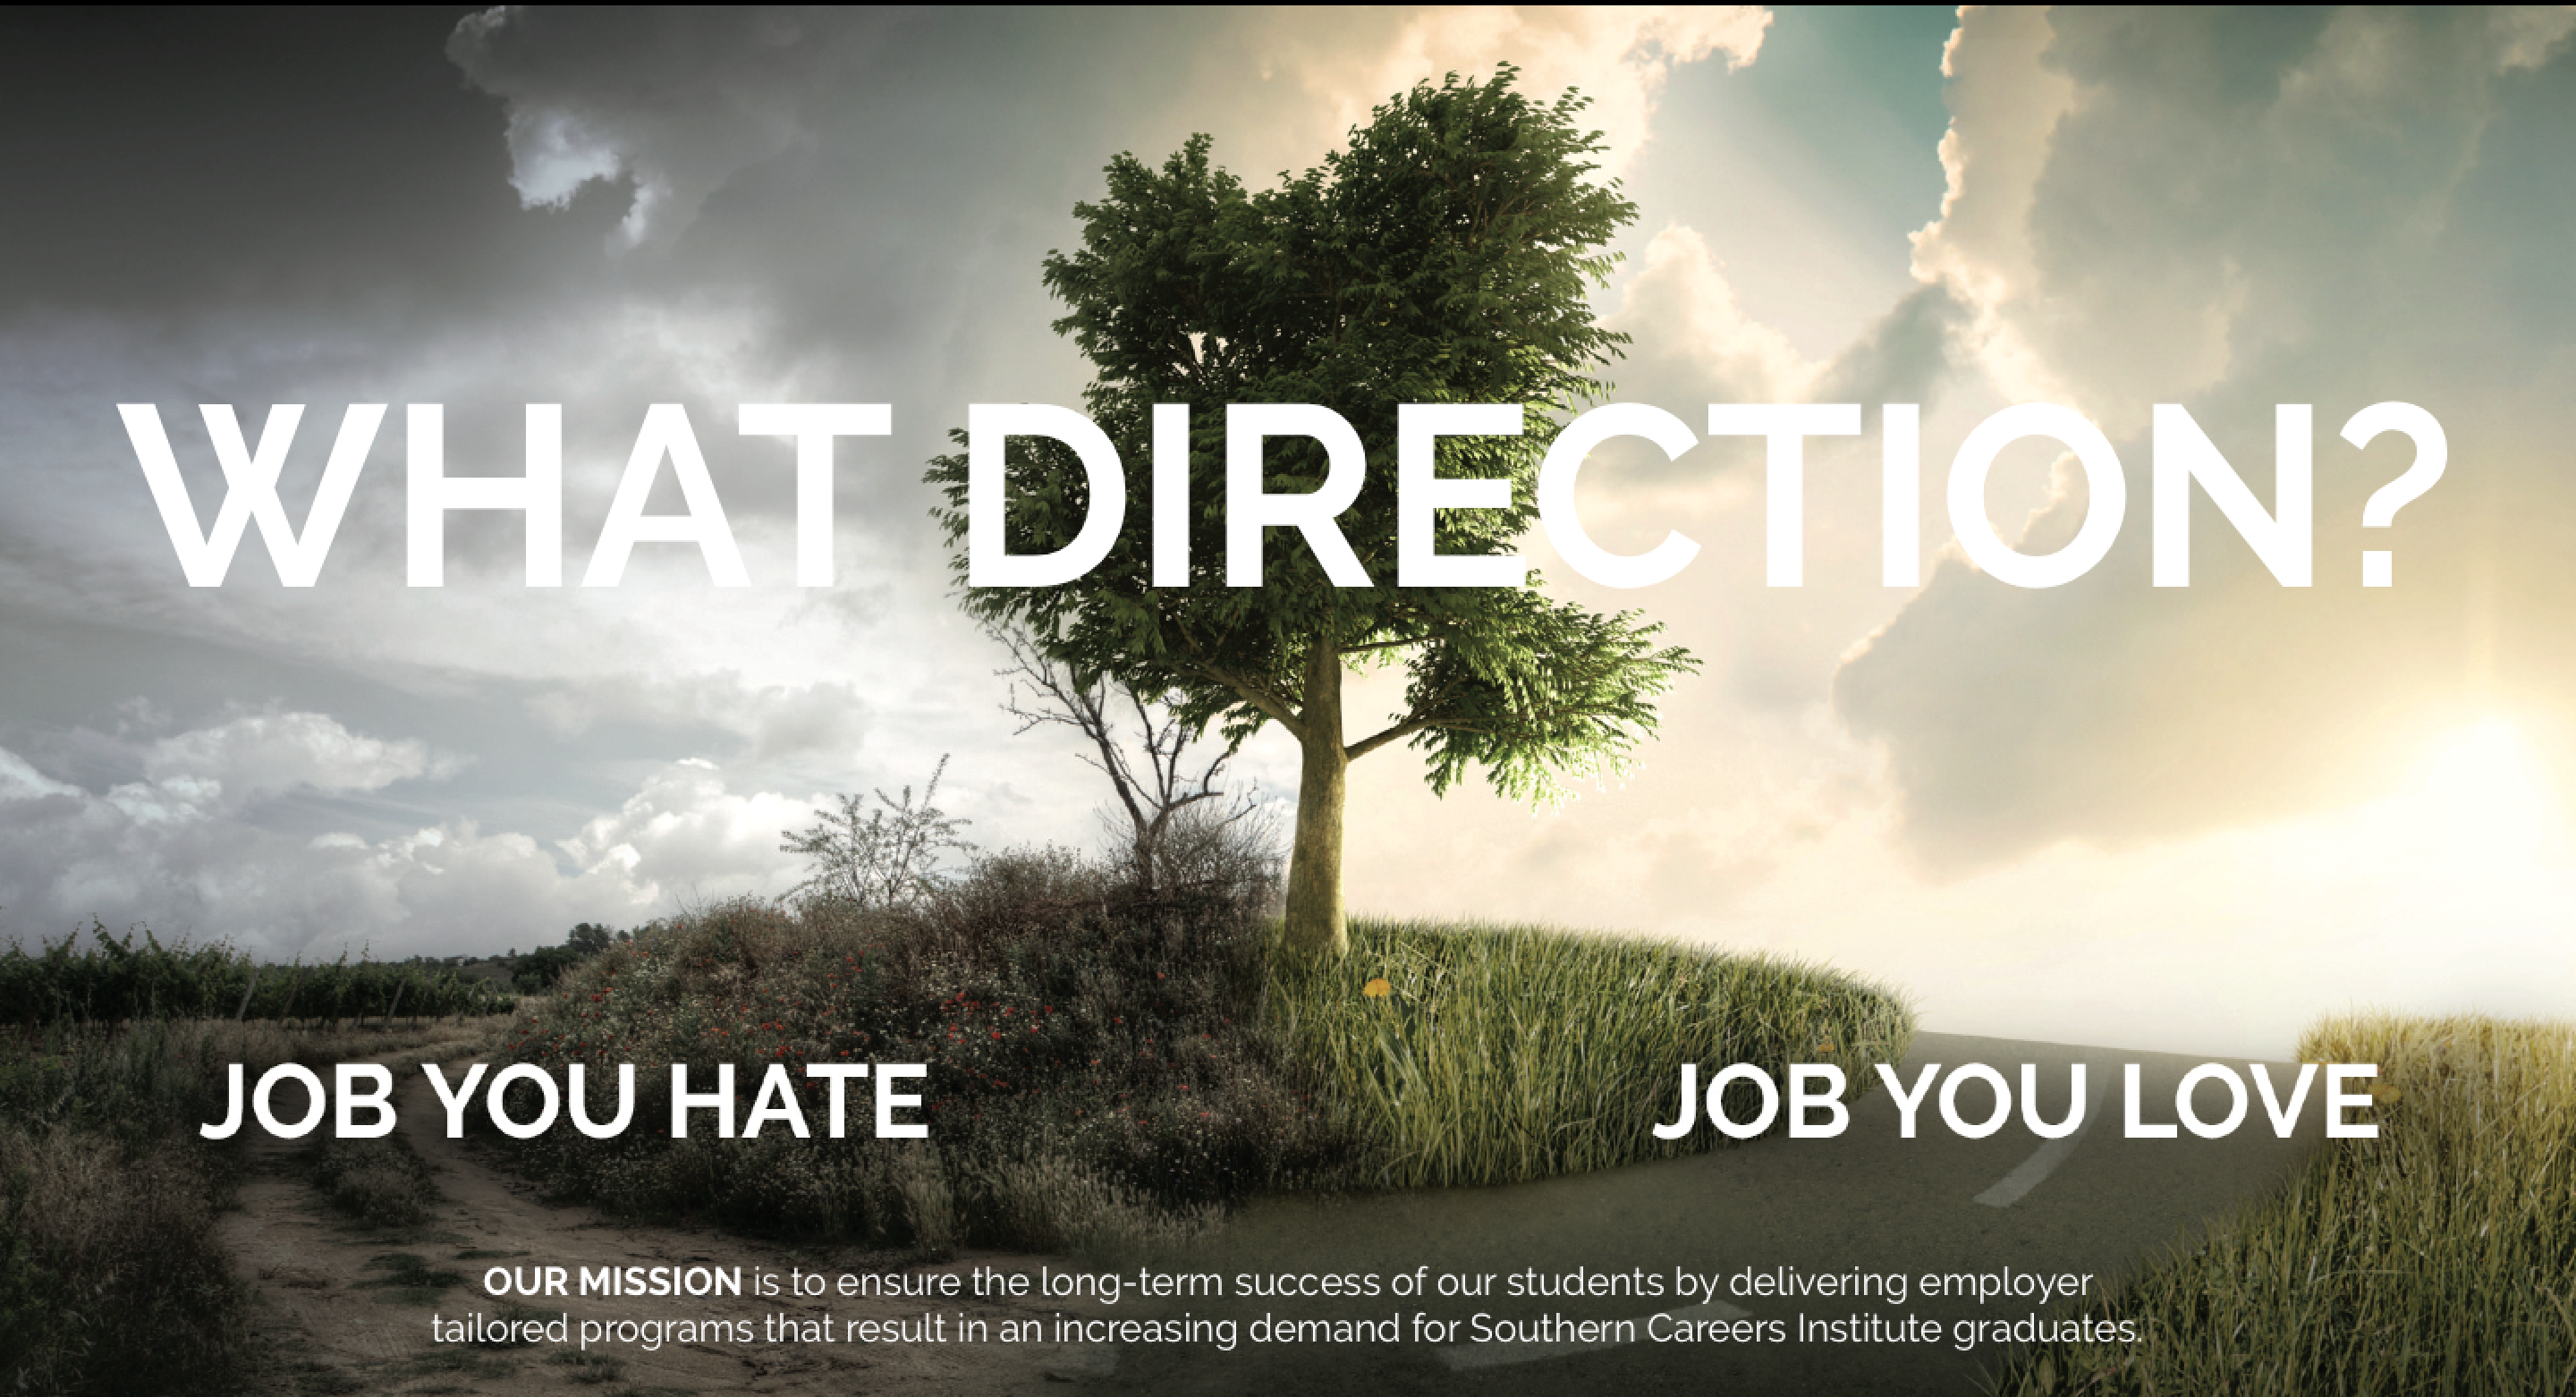 WHAT DIRECTION?
JOB YOU HATE
JOB YOU LOVE
OUR MISSION is to ensure the long-term success of our students by delivering employer
tailored programs that result in an increasing demand for Southern Careers Institute graduates.